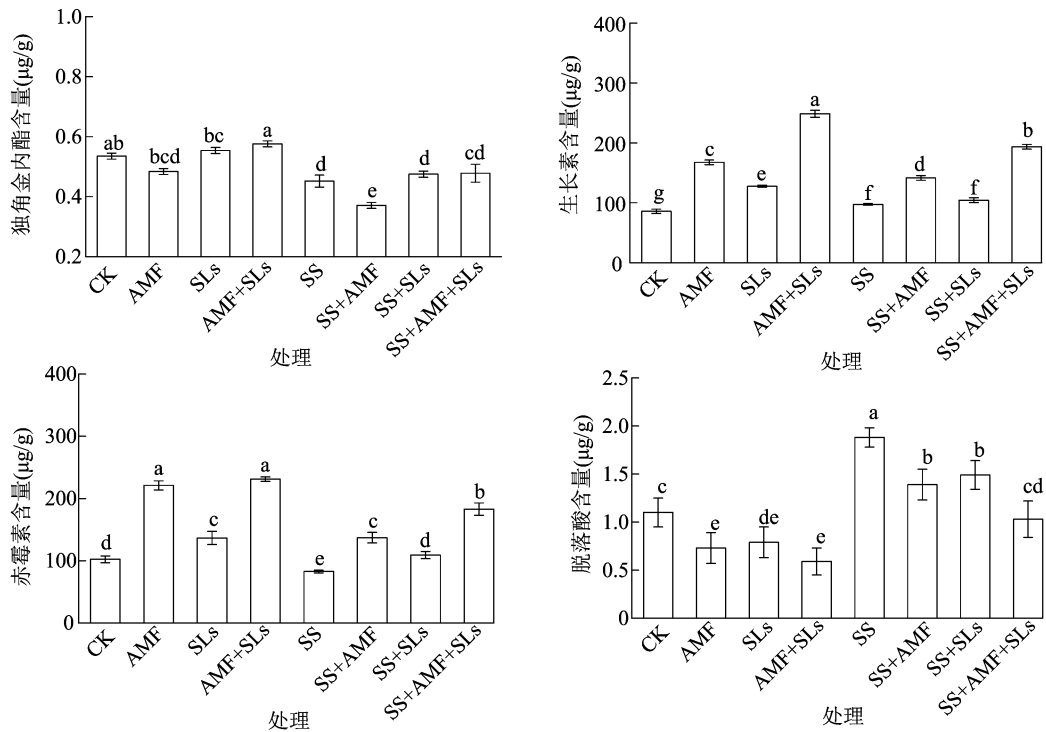 独角金内酯含量(μg/g)
1.0
0.8
0.6
0.4
0.2
ab
bcd
bc
a
d
e
d
cd
CK
AMF
SLs
AMF+SLs
SS
SS+AMF
SS+SLs
SS+AMF+SLs
处理
生长素含量(μg/g)
400
300
200
100
0
g
c
e
a
f
d
f
b
CK
AMF
SLs
AMF+SLs
SS
SS+AMF
SS+SLs
SS+AMF+SLs
处理
赤霉素含量(μg/g)
400
300
200
100
0
d
a
c
a
e
c
d
b
CK
AMF
SLs
AMF+SLs
SS
SS+AMF
SS+SLs
SS+AMF+SLs
处理
脱落酸含量(μg/g)
2.5
2.0
1.5
1.0
0.5
0
c
e
de
e
a
b
b
cd
CK
AMF
SLs
AMF+SLs
SS
SS+AMF
SS+SLs
SS+AMF+SLs
处理